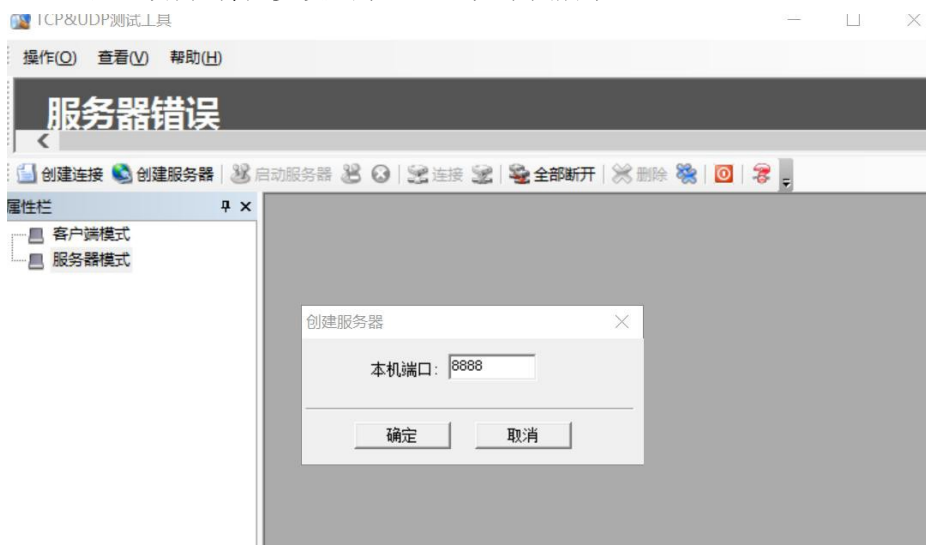 TCP&UDP测试工具
操作(O) 查看(V) 帮助(H)
服务器错误
创建连接 创建服务器 启动服务器 连接 全部断开 删除
属性栏
客户端模式
服务器模式
创建服务器
本机端口: 8888
确定 取消